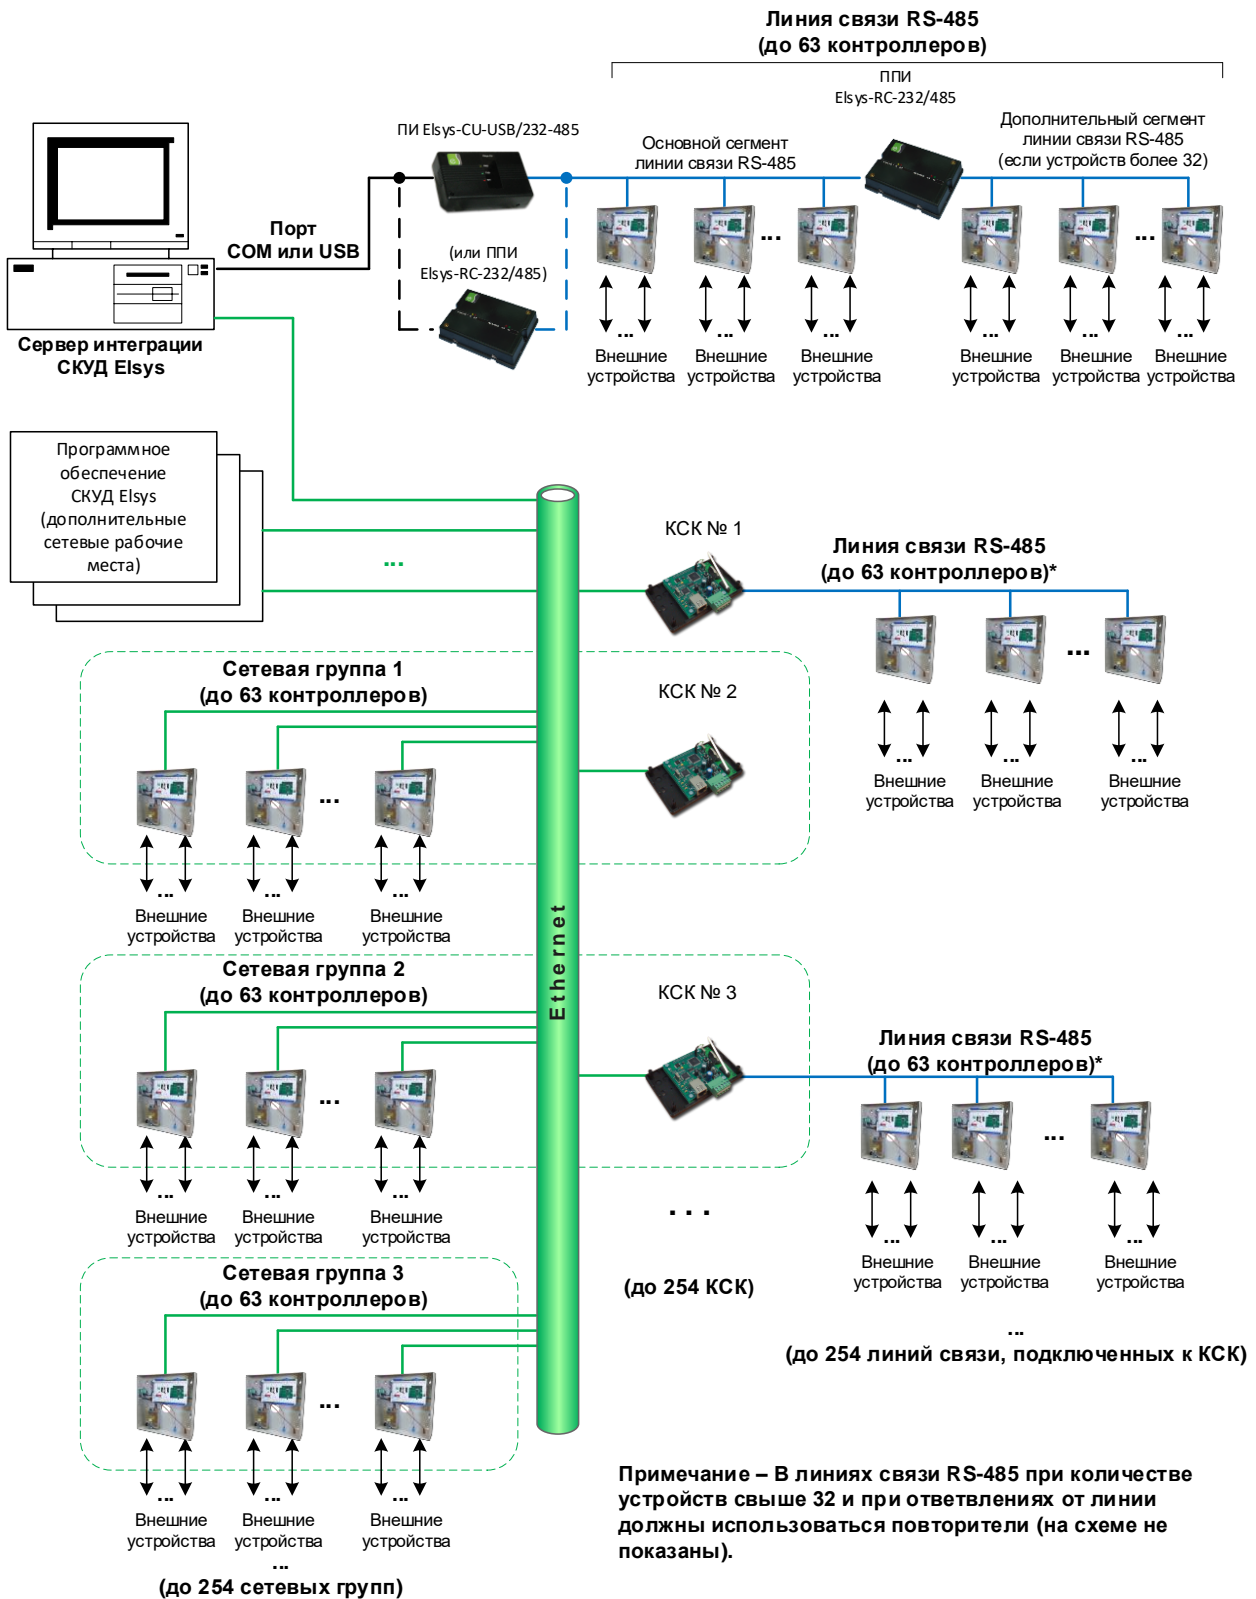 Линия связи RS-485
(до 63 контроллеров)
ППИ
Elsys-RC-232/485
ПИ Elsys-CU-USB/232-485
Основной сегмент
линии связи RS-485
Дополнительный сегмент
линии связи RS-485
(если устройств более 32)
Порт
COM или USB
(или ППИ
Elsys-RC-232/485)
...
...
...
...
...
...
...
...
Внешние
устройства
Внешние
устройства
Внешние
устройства
Внешние
устройства
Внешние
устройства
Внешние
устройства
Сервер интеграции
СКУД Elsys
Программное
обеспечение
СКУД Elsys
(дополнительные
сетевые рабочие
места)
...
Ethernet
КСК № 1
Линия связи RS-485
(до 63 контроллеров)*
...
...
...
...
Внешние
устройства
Внешние
устройства
Внешние
устройства
Сетевая группа 1
(до 63 контроллеров)
КСК № 2
...
...
...
...
Внешние
устройства
Внешние
устройства
Внешние
устройства
Сетевая группа 2
(до 63 контроллеров)
КСК № 3
Линия связи RS-485
(до 63 контроллеров)*
...
...
...
...
Внешние
устройства
Внешние
устройства
Внешние
устройства
...
...
...
...
Внешние
устройства
Внешние
устройства
Внешние
устройства
. . .
(до 254 КСК)
...
(до 254 линий связи, подключенных к КСК)
Сетевая группа 3
(до 63 контроллеров)
...
...
...
...
Внешние
устройства
Внешние
устройства
Внешние
устройства
...
(до 254 сетевых групп)
Примечание – В линиях связи RS-485 при количестве
устройств свыше 32 и при ответвлениях от линии
должны использоваться повторители (на схеме не
показаны).